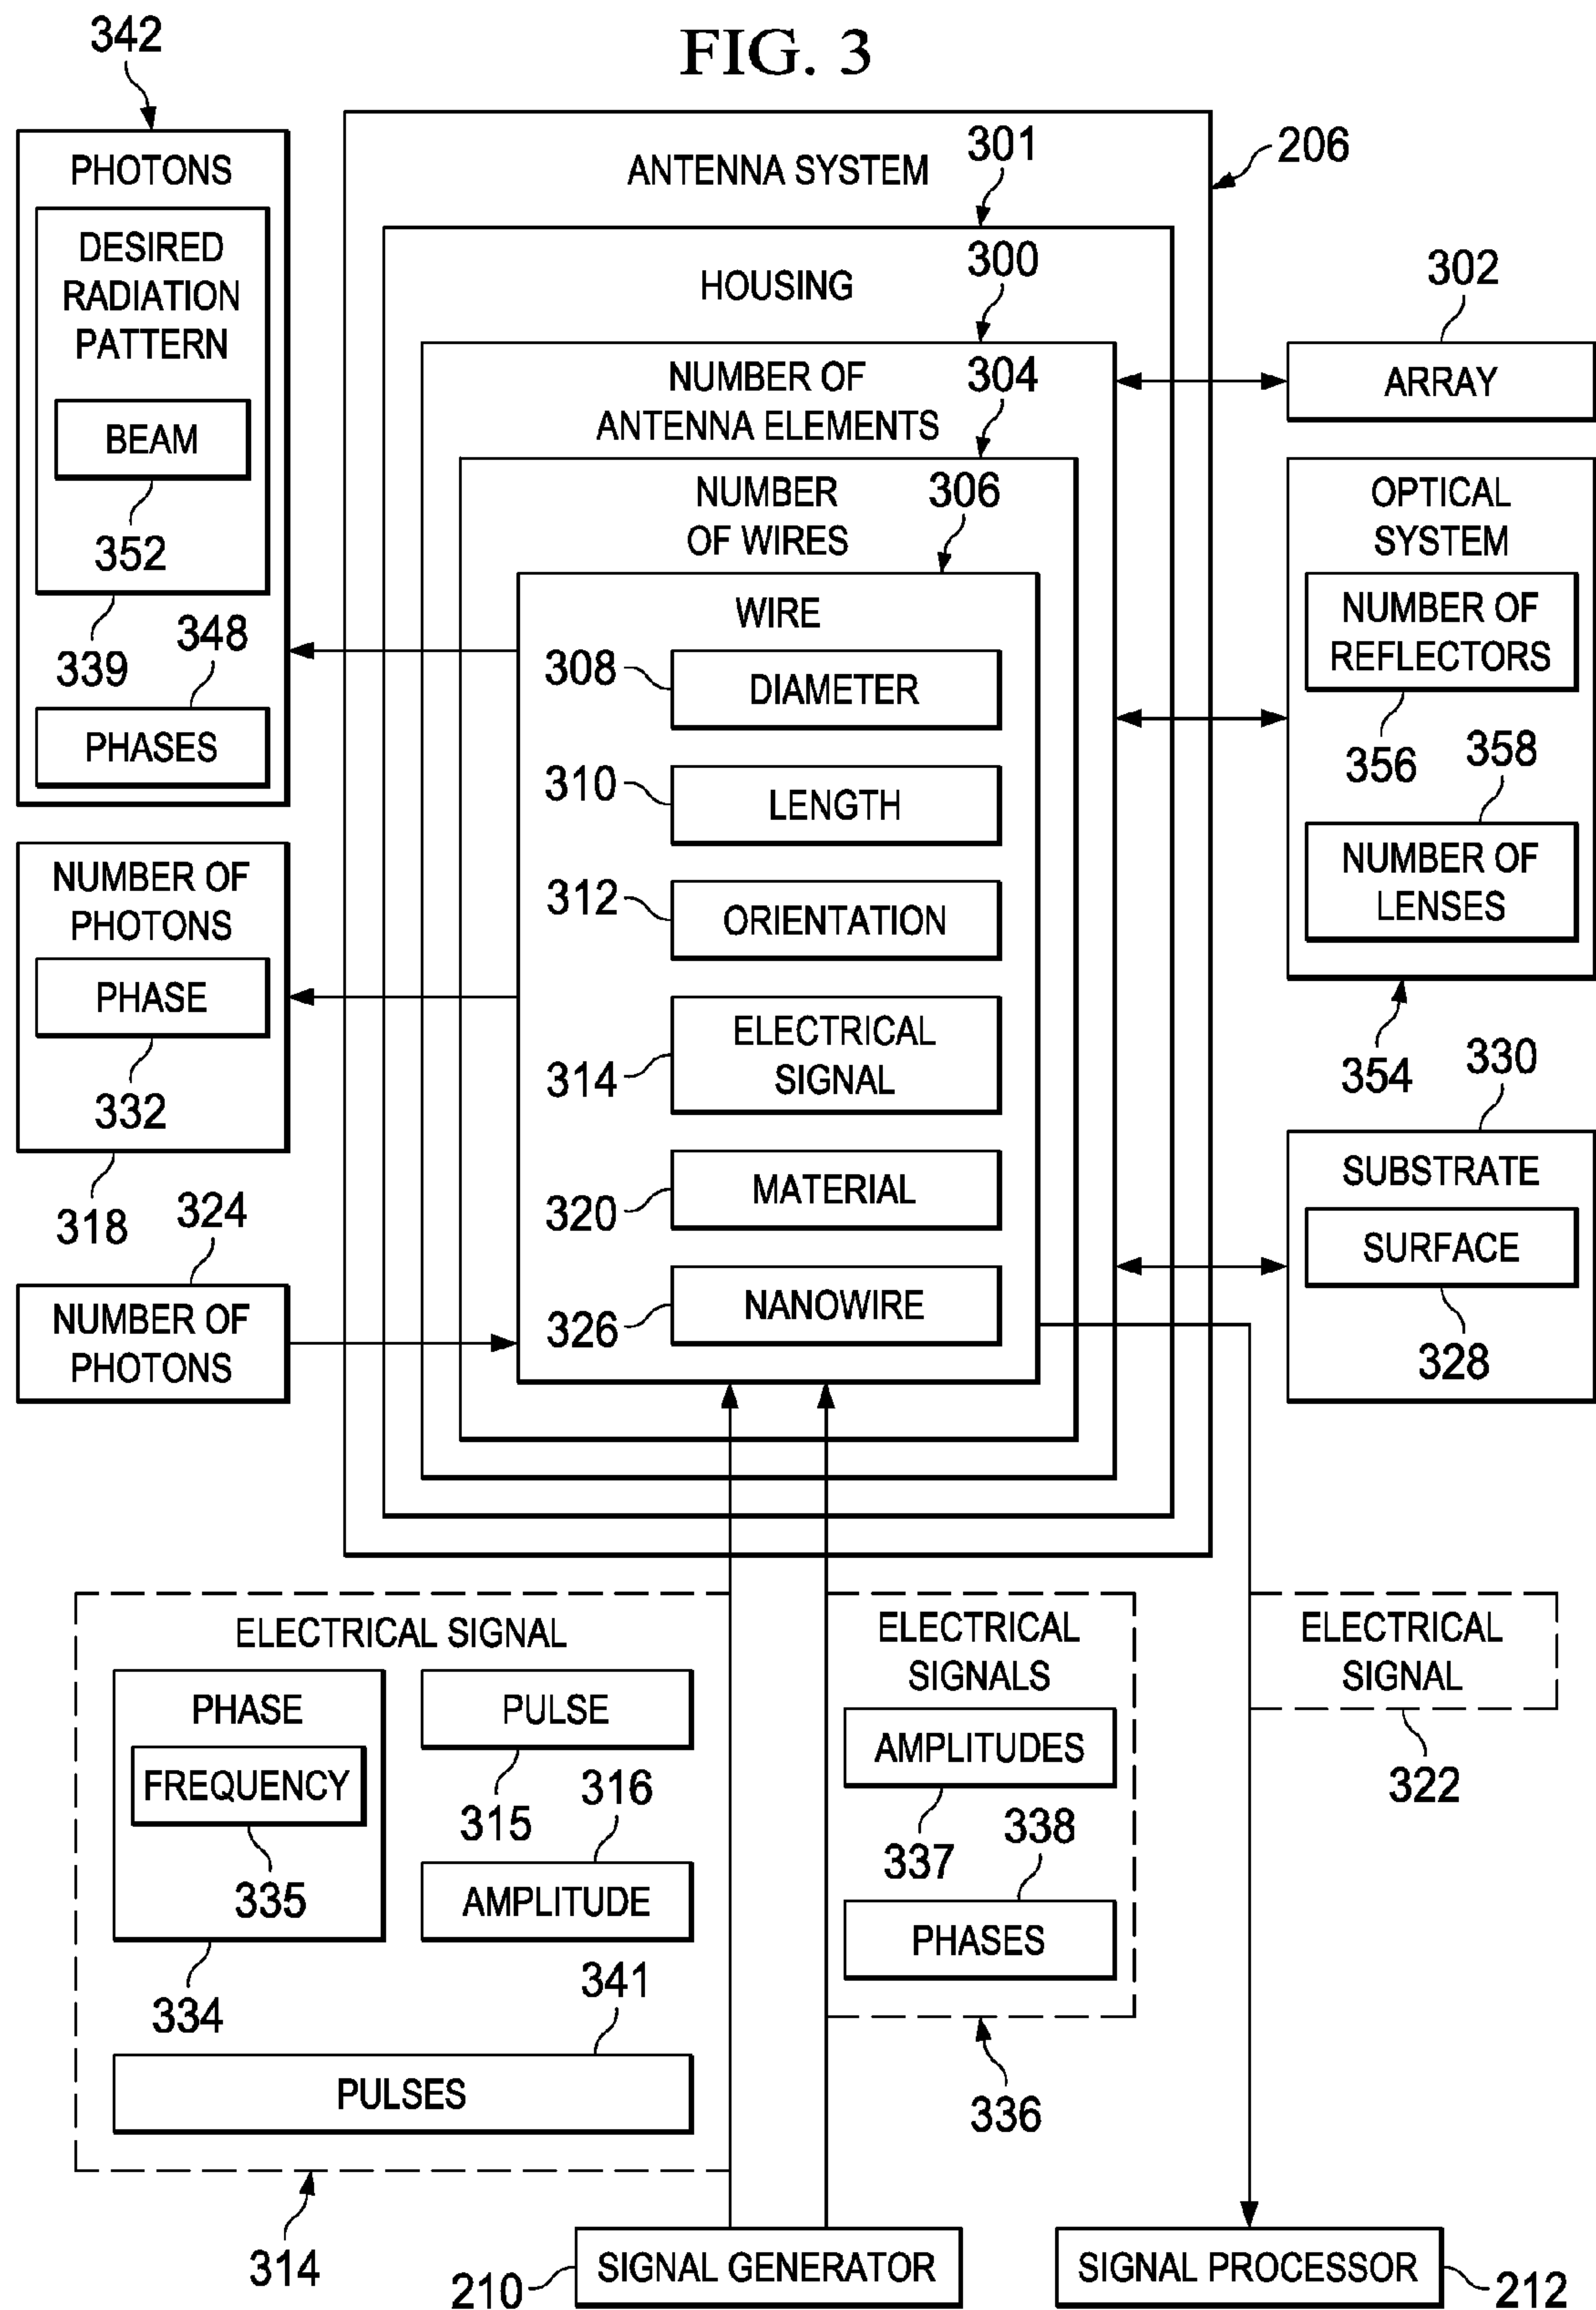 FIG. 3
342
PHOTONS
DESIRED
RADIATION
PATTERN
BEAM
352
339
348
PHASES
NUMBER OF
PHOTONS
PHASE
332
318
324
NUMBER OF
PHOTONS
ANTENNA SYSTEM
206
301
HOUSING
300
NUMBER OF
ANTENNA ELEMENTS
304
NUMBER
OF WIRES
306
WIRE
308
DIAMETER
310
LENGTH
312
ORIENTATION
314
ELECTRICAL
SIGNAL
320
MATERIAL
326
NANOWIRE
302
ARRAY
OPTICAL
SYSTEM
NUMBER OF
REFLECTORS
356
358
NUMBER OF
LENSES
354
330
SUBSTRATE
SURFACE
328
ELECTRICAL SIGNAL
PHASE
FREQUENCY
335
334
PULSE
315
316
AMPLITUDE
341
PULSES
314
ELECTRICAL
SIGNALS
AMPLITUDES
337
338
PHASES
336
ELECTRICAL
SIGNAL
322
210
SIGNAL GENERATOR
SIGNAL PROCESSOR
212